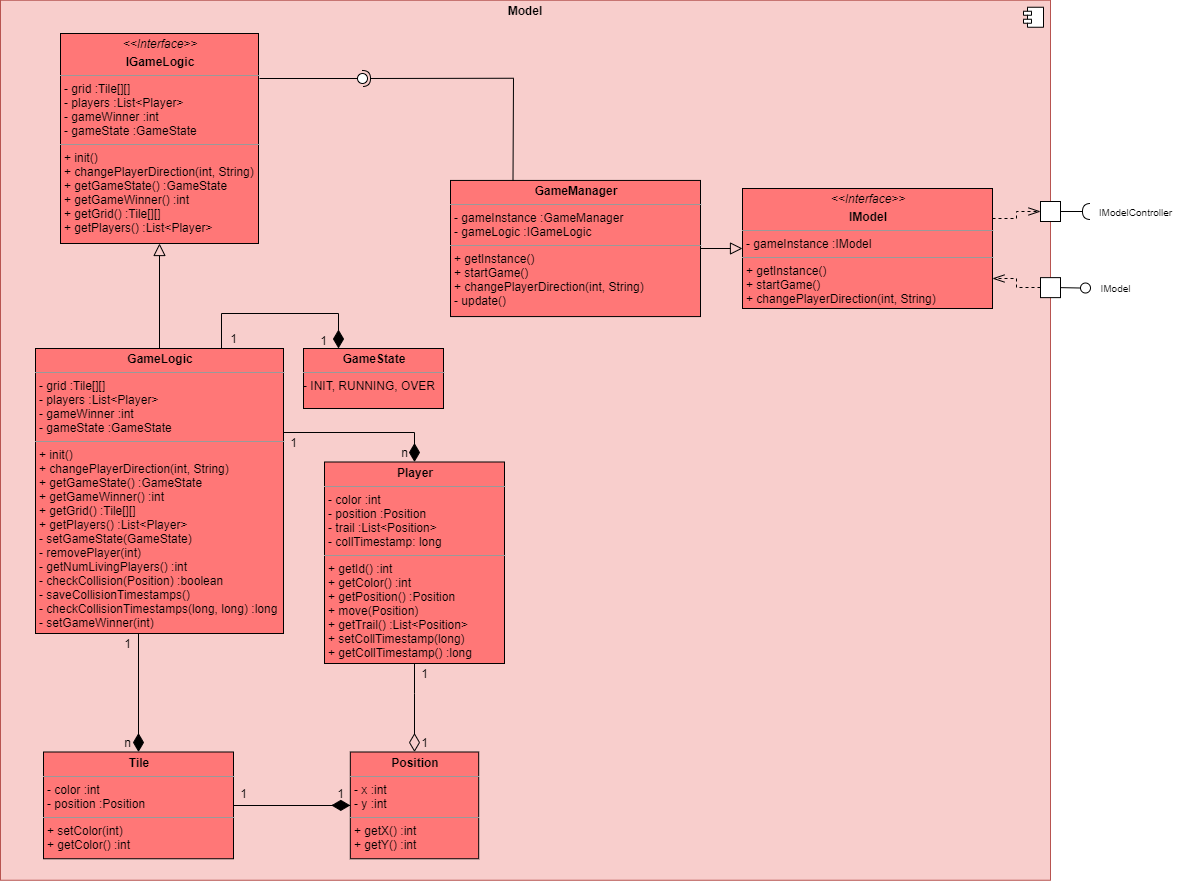 Model
<<Interface>>
IGameLogic
- grid :Tile[][]
- players :List<Player>
- gameWinner :int
- gameState :GameState
+ init()
+ changePlayerDirection(int, String)
+ getGameState() :GameState
+ getGameWinner() :int
+ getGrid() :Tile[][]
+ getPlayers() :List<Player>
GameManager
- gameInstance :GameManager
- gameLogic :IGameLogic
+ getInstance()
+ startGame()
+ changePlayerDirection(int, String)
- update()
<<Interface>>
IModel
- gameInstance :IModel
+ getInstance()
+ startGame()
+ changePlayerDirection(int, String)
IModelController
IModel
1
1
GameLogic
- grid :Tile[][]
- players :List<Player>
- gameWinner :int
- gameState :GameState
+ init()
+ changePlayerDirection(int, String)
+ getGameState() :GameState
+ getGameWinner() :int
+ getGrid() :Tile[][]
+ getPlayers() :List<Player>
- setGameState(GameState)
- removePlayer(int)
- getNumLivingPlayers() :int
- checkCollision(Position) :boolean
- saveCollisionTimestamps()
- checkCollisionTimestamps(long, long) :long
- setGameWinner(int)
GameState
- INIT, RUNNING, OVER
1
n
Player
- color :int
- position :Position
- trail :List<Position>
- collTimestamp: long
+ getId() :int
+ getColor() :int
+ getPosition() :Position
+ move(Position)
+ getTrail() :List<Position>
+ setCollTimestamp(long)
+ getCollTimestamp() :long
1
n
1
1
Tile
- color :int
- position :Position
+ setColor(int)
+ getColor() :int
1
1
Position
- x :int
- y :int
+ getX() :int
+ getY() :int